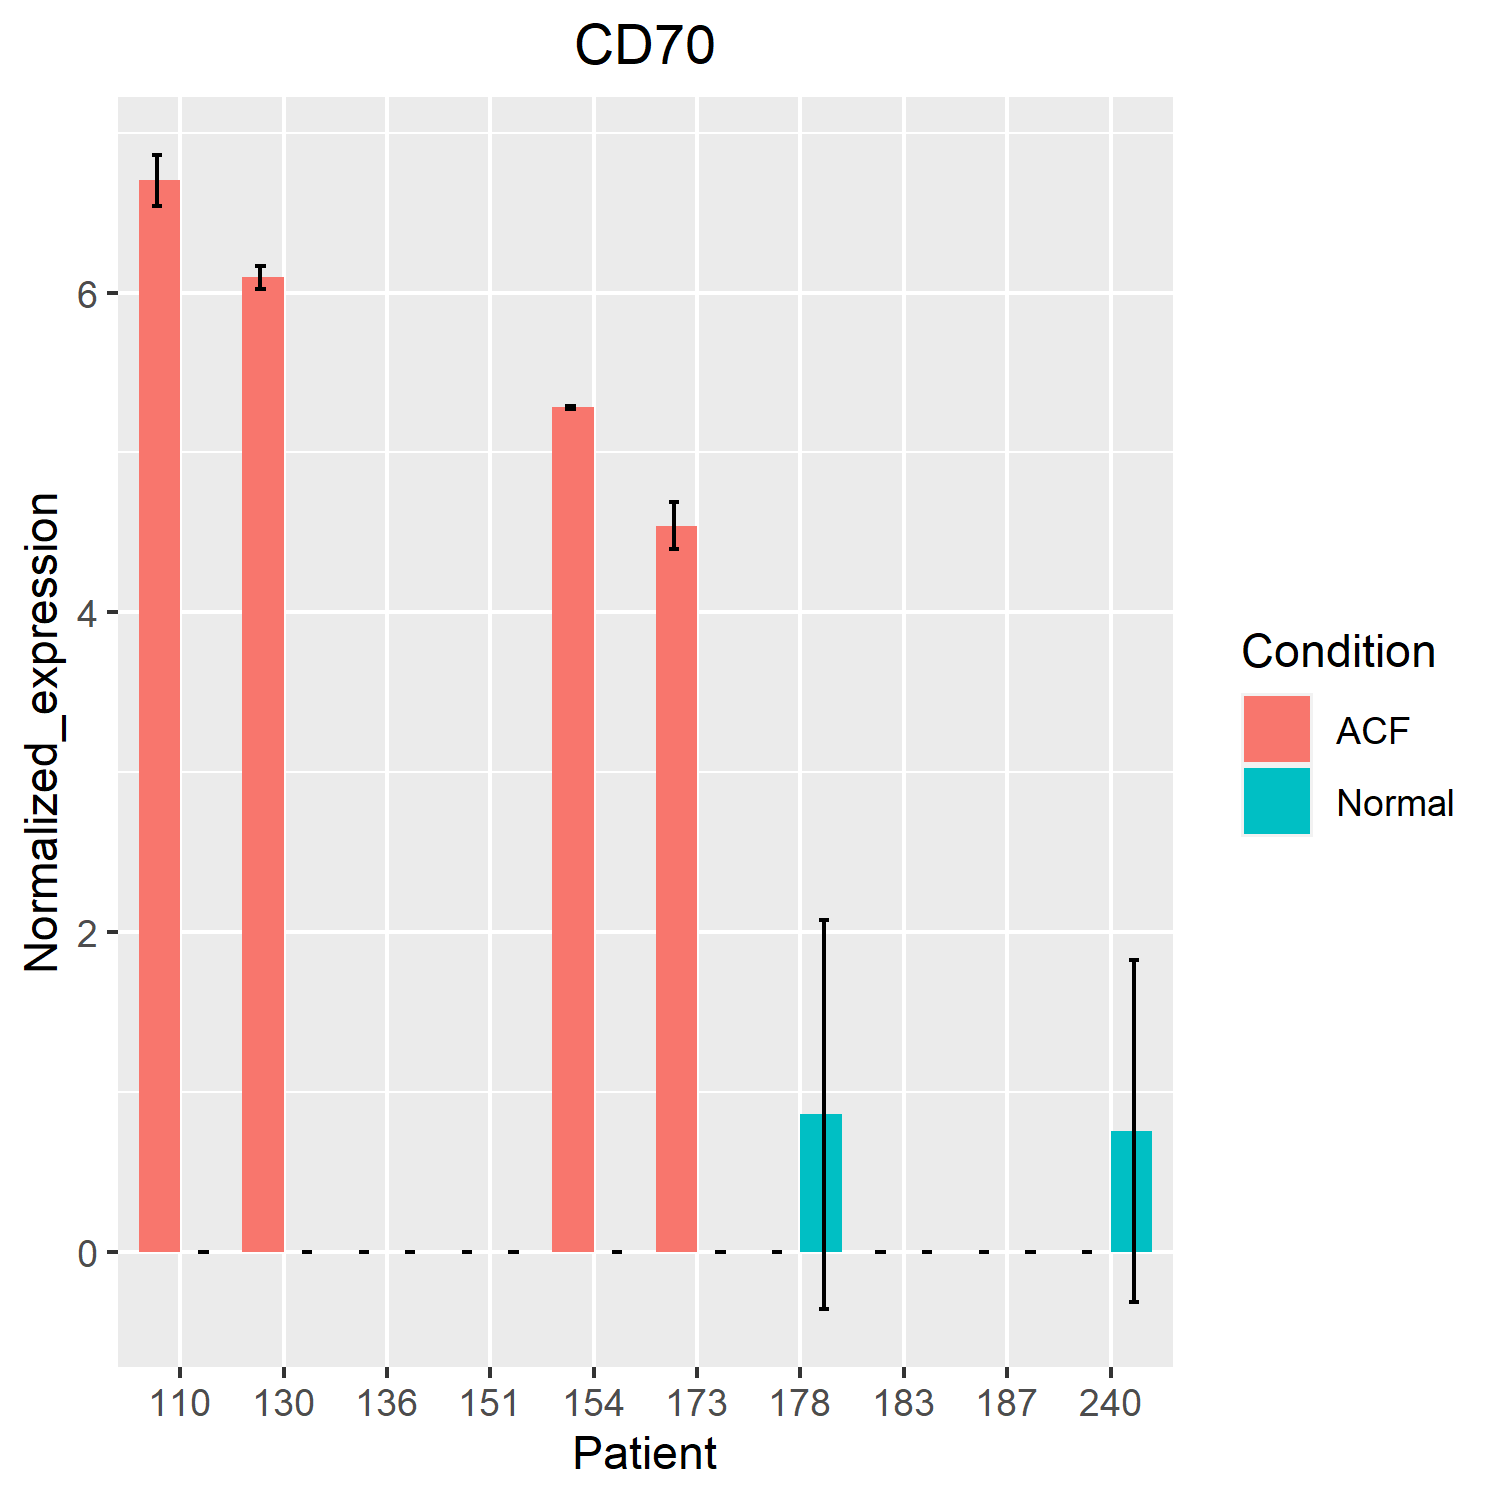 CD70
Normalized_expression
6
4
2
0
110 130 136 151 154 173 178 183 187 240
Patient
Condition
ACF
Normal